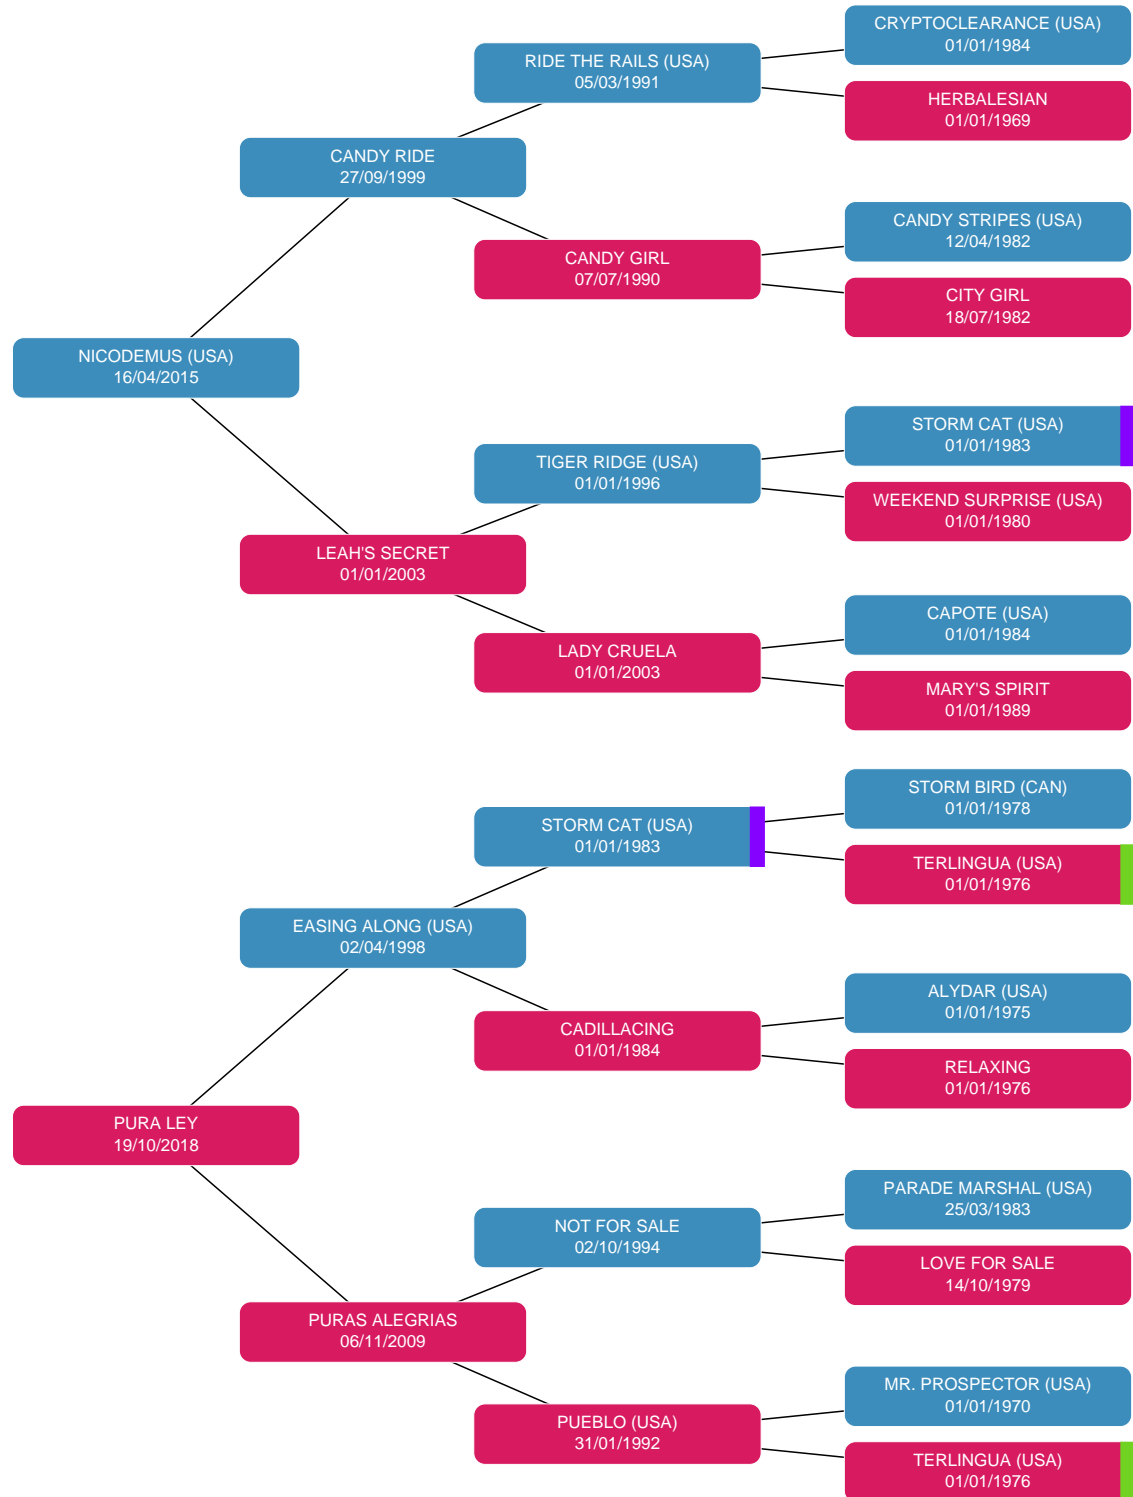 CRYPTOCLEARANCE (USA)
01/01/1984
RIDE THE RAILS (USA)
05/03/1991
HERBALESIAN
01/01/1969
CANDY RIDE
27/09/1999
CANDY STRIPES (USA)
12/04/1982
CANDY GIRL
07/07/1990
CITY GIRL
18/07/1982
NICODEMUS (USA)
16/04/2015
STORM CAT (USA)
01/01/1983
TIGER RIDGE (USA)
01/01/1996
WEEKEND SURPRISE (USA)
01/01/1980
LEAH'S SECRET
01/01/2003
CAPOTE (USA)
01/01/1984
LADY CRUELA
01/01/2003
MARY'S SPIRIT
01/01/1989
STORM BIRD (CAN)
01/01/1978
STORM CAT (USA)
01/01/1983
TERLINGUA (USA)
01/01/1976
EASING ALONG (USA)
02/04/1998
ALYDAR (USA)
01/01/1975
CADILLACING
01/01/1984
RELAXING
01/01/1976
PURA LEY
19/10/2018
PARADE MARSHAL (USA)
25/03/1983
NOT FOR SALE
02/10/1994
LOVE FOR SALE
14/10/1979
PURAS ALEGRIAS
06/11/2009
MR. PROSPECTOR (USA)
01/01/1970
PUEBLO (USA)
31/01/1992
TERLINGUA (USA)
01/01/1976